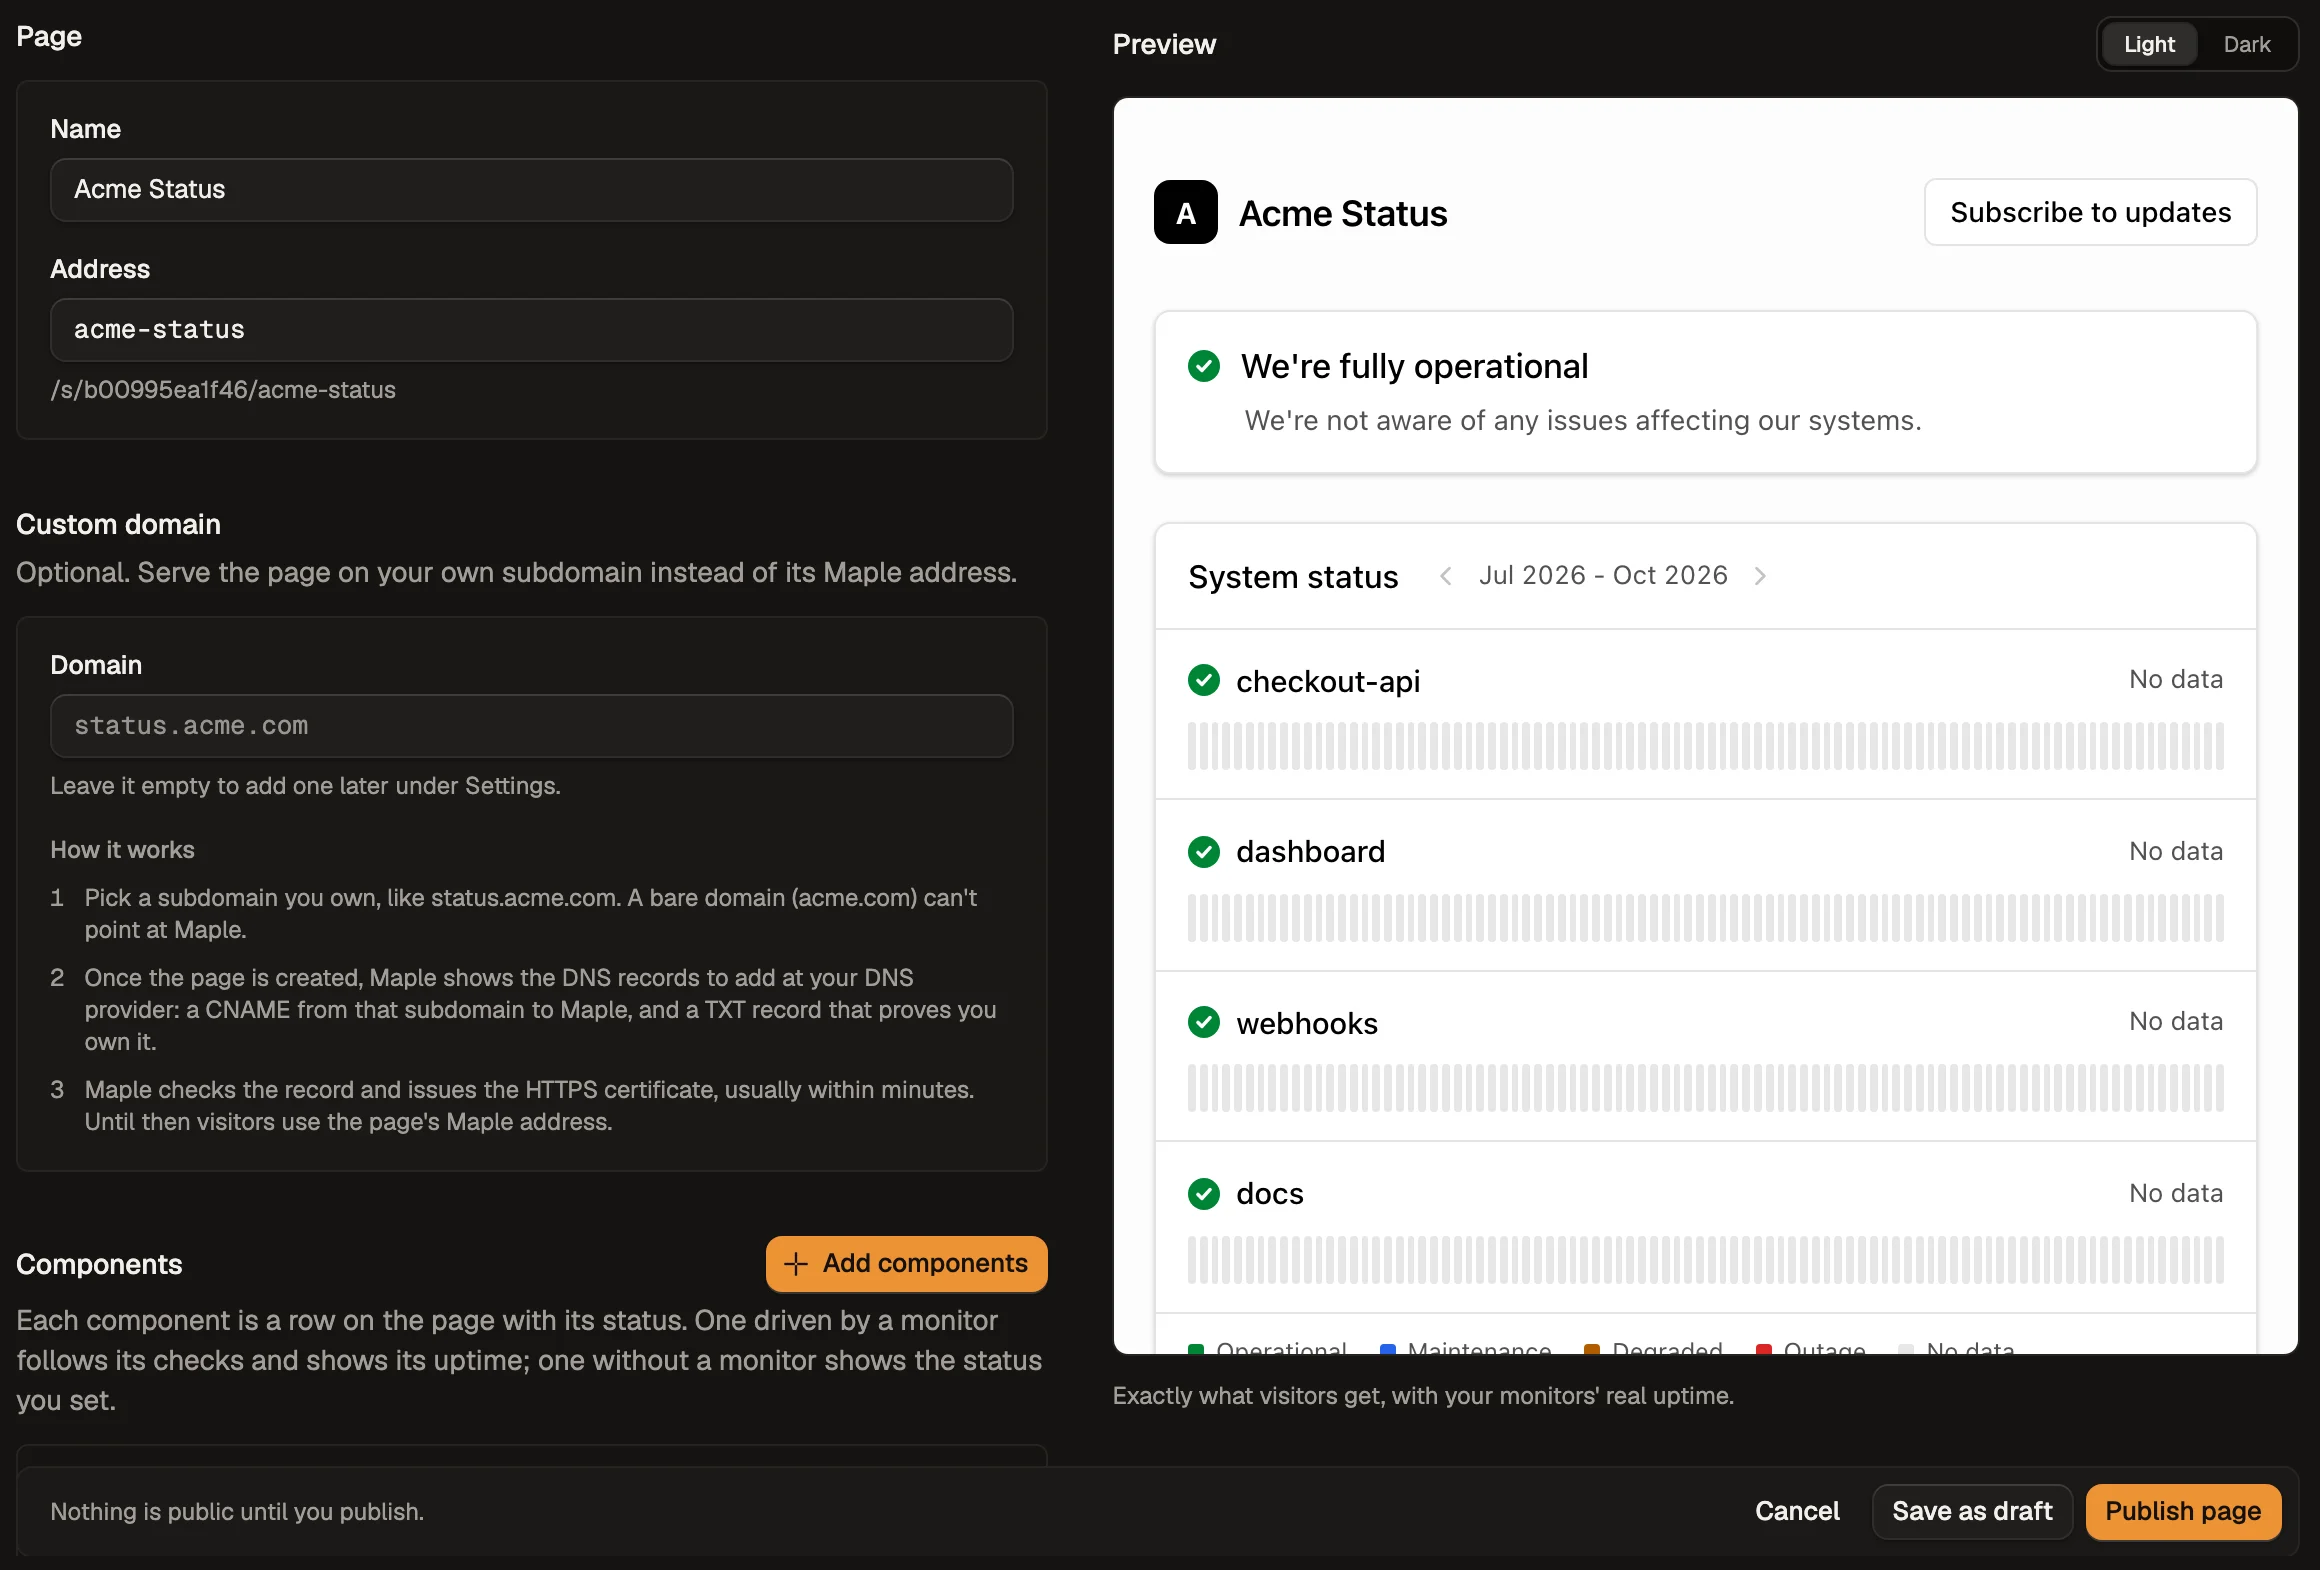 Page
Name
Acme Status
Address
acme-status
/s/b00995ea1f46/acme-status
Custom domain
Optional. Serve the page on your own subdomain instead of its Maple address.
Domain
status.acme.com
Leave it empty to add one later under Settings.
How it works
1 Pick a subdomain you own, like status.acme.com. A bare domain (acme.com) can't
point at Maple.
2 Once the page is created, Maple shows the DNS records to add at your DNS
provider: a CNAME from that subdomain to Maple, and a TXT record that proves you
own it.
3 Maple checks the record and issues the HTTPS certificate, usually within minutes.
Until then visitors use the page's Maple address.
Components
Add components
Each component is a row on the page with its status. One driven by a monitor
follows its checks and shows its uptime; one without a monitor shows the status
you set.
Preview
Light Dark
A Acme Status
Subscribe to updates
We're fully operational
We're not aware of any issues affecting our systems.
System status Jul 2026 - Oct 2026
checkout-api No data
dashboard No data
webhooks No data
docs No data
Operational Maintenance Degraded Outage No data
Exactly what visitors get, with your monitors' real uptime.
Nothing is public until you publish.
Cancel Save as draft Publish page